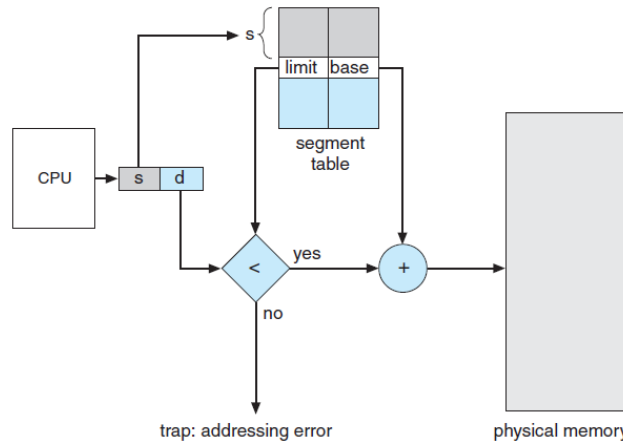 s
limit base
segment
table
CPU
s d
<
yes
+
no
trap: addressing error
physical memory